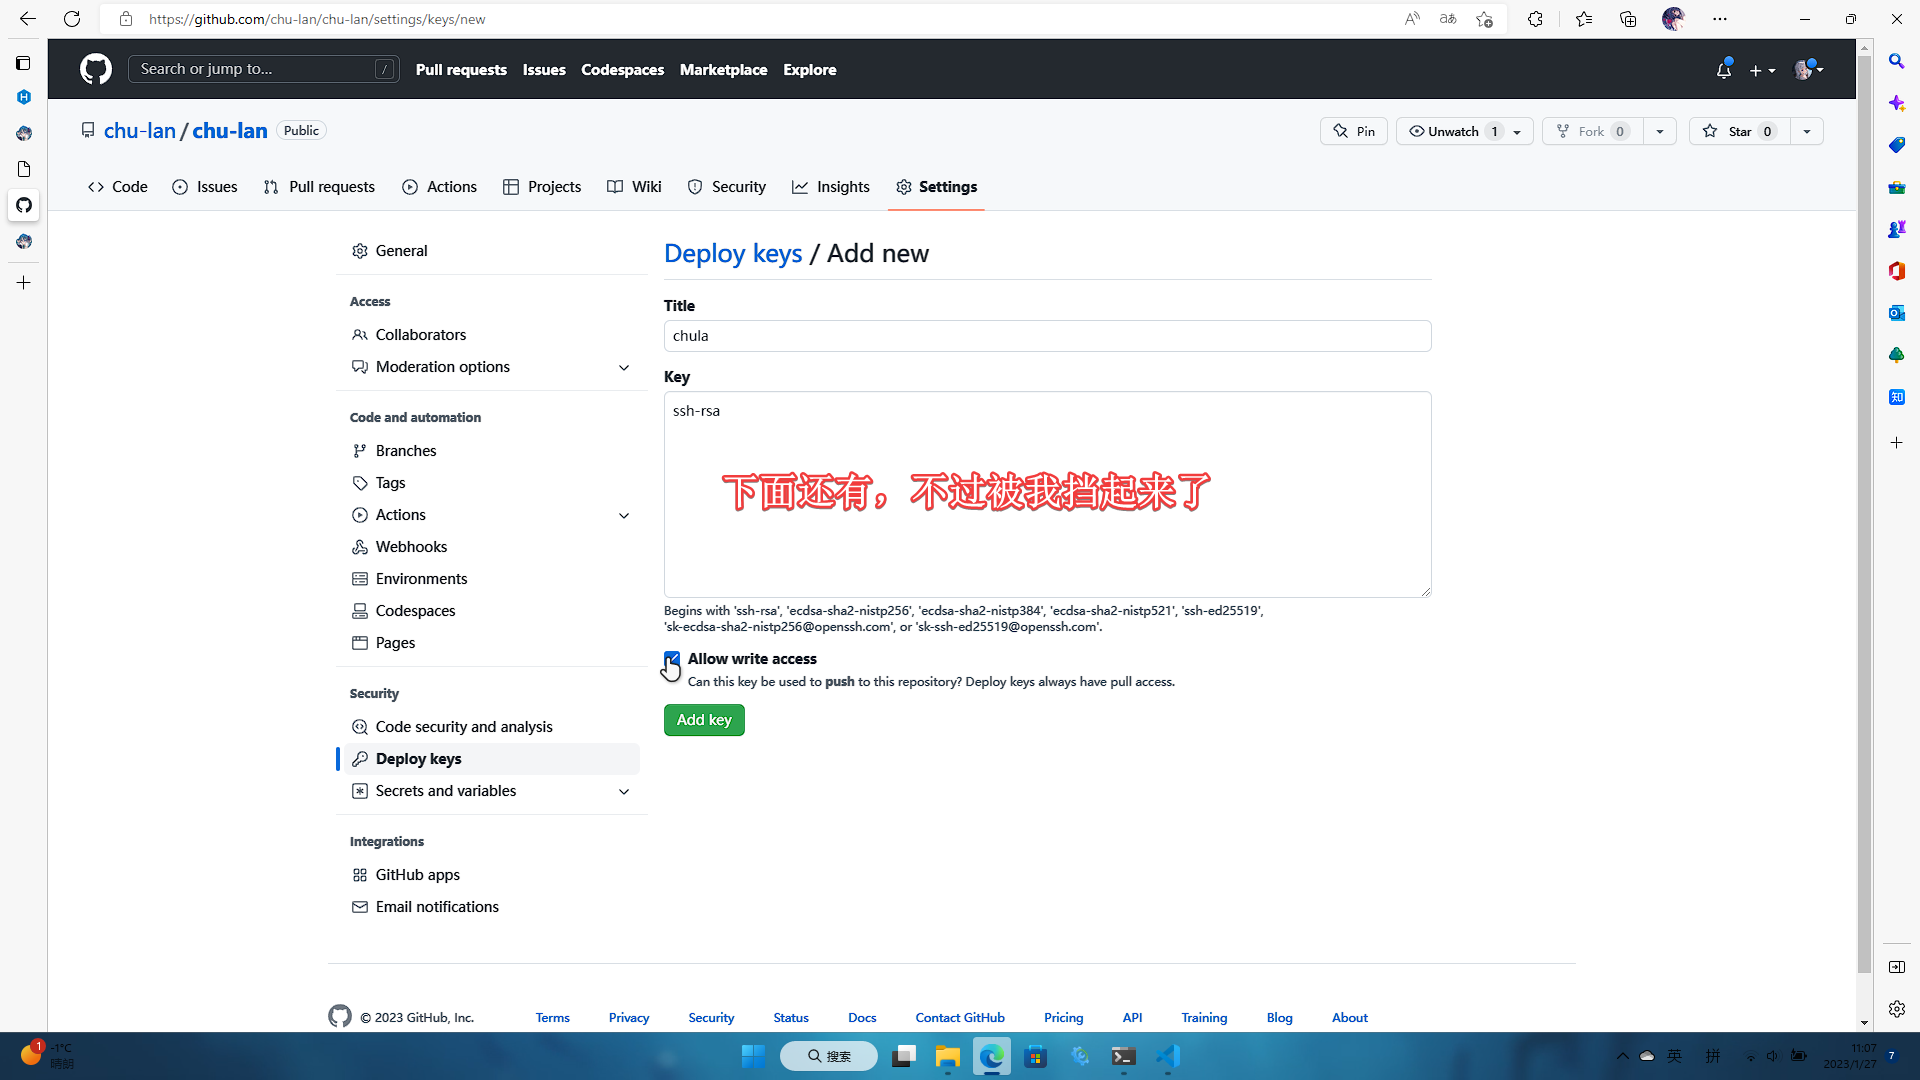 https://github.com/chu-lan/chu-lan/settings/keys/new
Search or jump to... /
Pull requests Issues Codespaces Marketplace Explore
chu-lan / chu-lan Public
Pin Unwatch 1 Fork 0 Star 0
Code Issues Pull requests Actions Projects Wiki Security Insights Settings
General
Access
Collaborators
Moderation options
Code and automation
Branches
Tags
Actions
Webhooks
Environments
Codespaces
Pages
Security
Code security and analysis
Deploy keys
Secrets and variables
Integrations
GitHub apps
Email notifications
Deploy keys / Add new
Title
chula
Key
ssh-rsa
下面还有，不过被我挡起来了
Begins with 'ssh-rsa', 'ecdsa-sha2-nistp256', 'ecdsa-sha2-nistp384', 'ecdsa-sha2-nistp521', 'ssh-ed25519',
'sk-ecdsa-sha2-nistp256@openssh.com', or 'sk-ssh-ed25519@openssh.com'.
Allow write access
Can this key be used to push to this repository? Deploy keys always have pull access.
Add key
© 2023 GitHub, Inc. Terms Privacy Security Status Docs Contact GitHub Pricing API Training Blog About
1
-1°C
晴朗
搜索
英 拼
11:07
2023/1/27
7
知